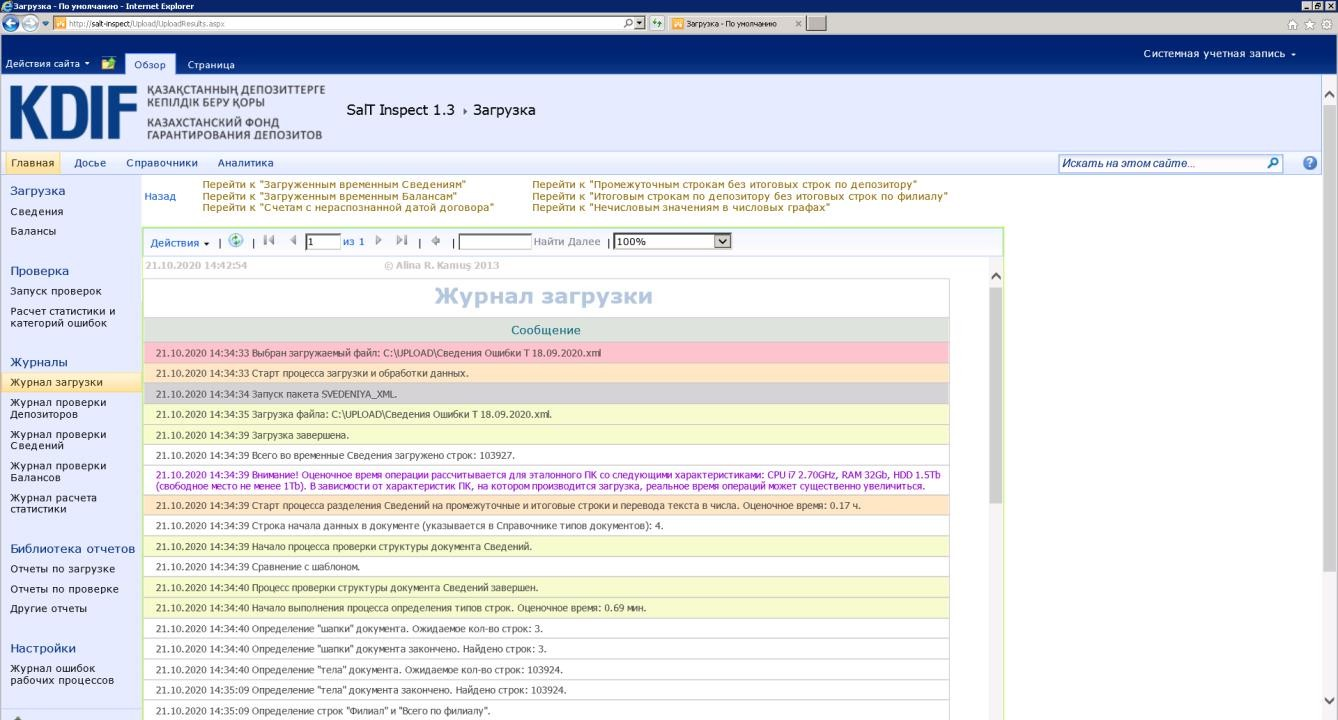 Загрузка - По умолчанию - Internet Explorer
http://salt-inspect/Upload/UploadResults.aspx
Загрузка - По умолчанию
Системная учетная запись
Действия сайта
Обзор
Страница
KDIF
ҚАЗАҚСТАННЫҢ ДЕПОЗИТТЕРГЕ
КЕПІЛДІК БЕРУ ҚОРЫ
КАЗАХСТАНСКИЙ ФОНД
ГАРАНТИРОВАНИЯ ДЕПОЗИТОВ
SalT Inspect 1.3 › Загрузка
Главная
Досье
Справочники
Аналитика
Искать на этом сайте...
Загрузка
Сведения
Балансы
Проверка
Запуск проверок
Расчет статистики и
категорий ошибок
Журналы
Журнал загрузки
Журнал проверки
Депозиторов
Журнал проверки
Сведений
Журнал проверки
Балансов
Журнал расчета
статистики
Библиотека отчетов
Отчеты по загрузке
Отчеты по проверке
Другие отчеты
Настройки
Журнал ошибок
рабочих процессов
Назад
Перейти к "Загруженным временным Сведениям"
Перейти к "Загруженным временным Балансам"
Перейти к "Счетам с нераспознанной датой договора"
Перейти к "Промежуточным строкам без итоговых строк по депозитору"
Перейти к "Итоговым строкам по депозитору без итоговых строк по филиалу"
Перейти к "Нечисловым значениям в числовых графах"
Действия | | 1 из 1 | | Найти Далее | 100%
21.10.2020 14:42:54
© Alina R. Kamuş 2013
Журнал загрузки
Сообщение
21.10.2020 14:34:33 Выбран загружаемый файл: C:\UPLOAD\Сведения Ошибки Т 18.09.2020.xml
21.10.2020 14:34:33 Старт процесса загрузки и обработки данных.
21.10.2020 14:34:34 Запуск пакета SVEDENIYA_XML.
21.10.2020 14:34:35 Загрузка файла: C:\UPLOAD\Сведения Ошибки Т 18.09.2020.xml.
21.10.2020 14:34:39 Загрузка завершена.
21.10.2020 14:34:39 Всего во временные Сведения загружено строк: 103927.
21.10.2020 14:34:39 Внимание! Оценочное время операции рассчитывается для эталонного ПК со следующими характеристиками: CPU i7 2.70GHz, RAM 32Gb, HDD 1.5Tb
(свободное место не менее 1Tb). В зависмости от характеристик ПК, на котором производится загрузка, реальное время операций может существенно увеличиться.
21.10.2020 14:34:39 Старт процесса разделения Сведений на промежуточные и итоговые строки и перевода текста в числа. Оценочное время: 0.17 ч.
21.10.2020 14:34:39 Строка начала данных в документе (указывается в Справочнике типов документов): 4.
21.10.2020 14:34:39 Начало процесса проверки структуры документа Сведений.
21.10.2020 14:34:39 Сравнение с шаблоном.
21.10.2020 14:34:40 Процесс проверки структуры документа Сведений завершен.
21.10.2020 14:34:40 Начало выполнения процесса определения типов строк. Оценочное время: 0.69 мин.
21.10.2020 14:34:40 Определение "шапки" документа. Ожидаемое кол-во строк: 3.
21.10.2020 14:34:40 Определение "шапки" документа закончено. Найдено строк: 3.
21.10.2020 14:34:40 Определение "тела" документа. Ожидаемое кол-во строк: 103924.
21.10.2020 14:35:09 Определение "тела" документа закончено. Найдено строк: 103924.
21.10.2020 14:35:09 Определение строк "Филиал" и "Всего по филиалу".